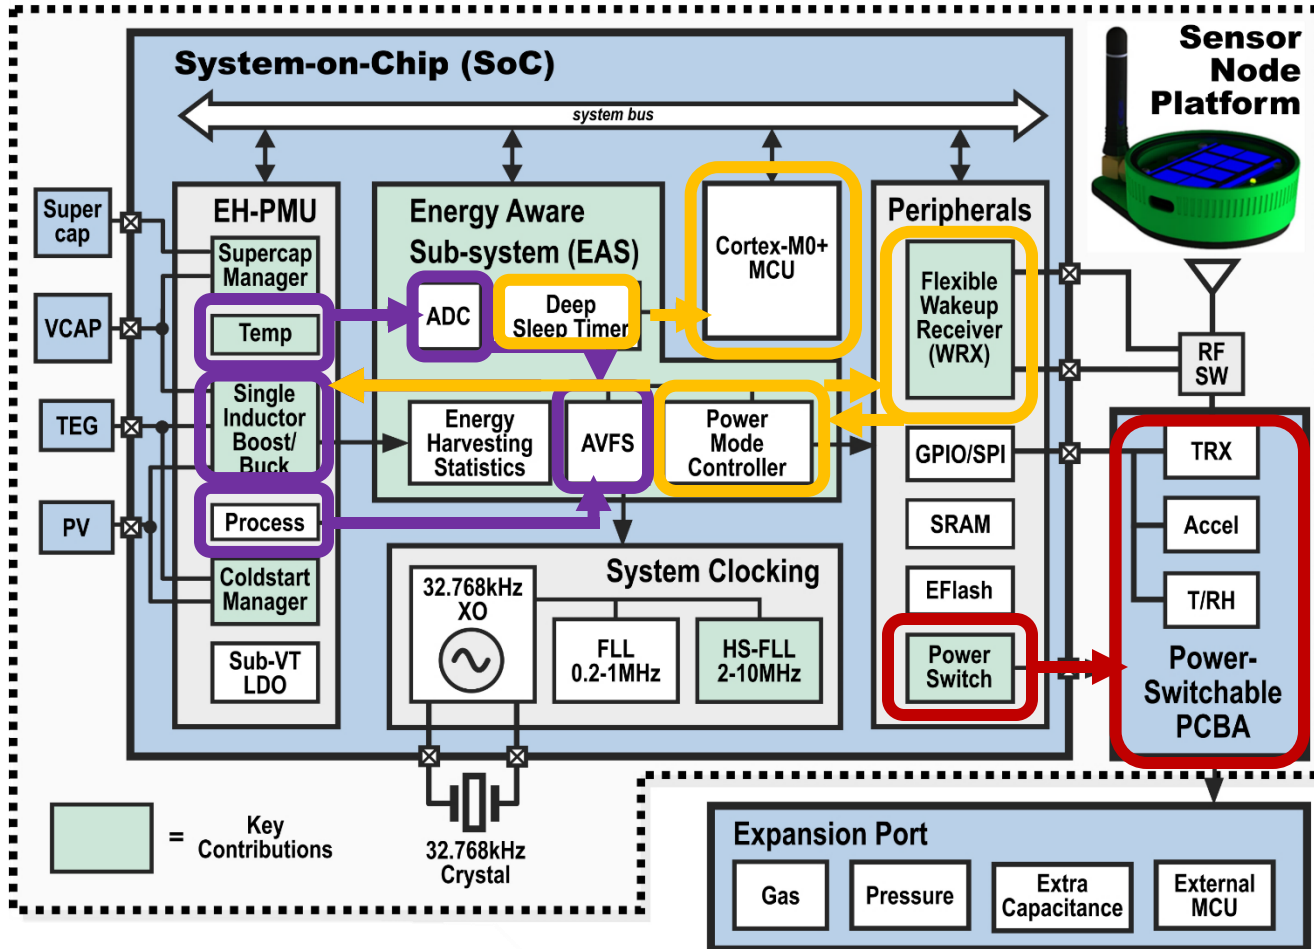 System-on-Chip (SoC)
Sensor
Node
Platform
system bus
Super
cap
VCAP
TEG
PV
EH-PMU
Supercap
Manager
Temp
Single
Inductor
Boost/
Buck
Process
Coldstart
Manager
Sub-VT
LDO
Energy Aware
Sub-system (EAS)
ADC
Deep
Sleep Timer
Energy
Harvesting
Statistics
AVFS
Power
Mode
Controller
Cortex-M0+
MCU
Peripherals
Flexible
Wakeup
Receiver
(WRX)
GPIO/SPI
SRAM
EFlash
Power
Switch
System Clocking
32.768kHz
XO
FLL
0.2-1MHz
HS-FLL
2-10MHz
RF
SW
TRX
Accel
T/RH
Power-
Switchable
PCBA
32.768kHz
Crystal
= Key
Contributions
Expansion Port
Gas
Pressure
Extra
Capacitance
External
MCU